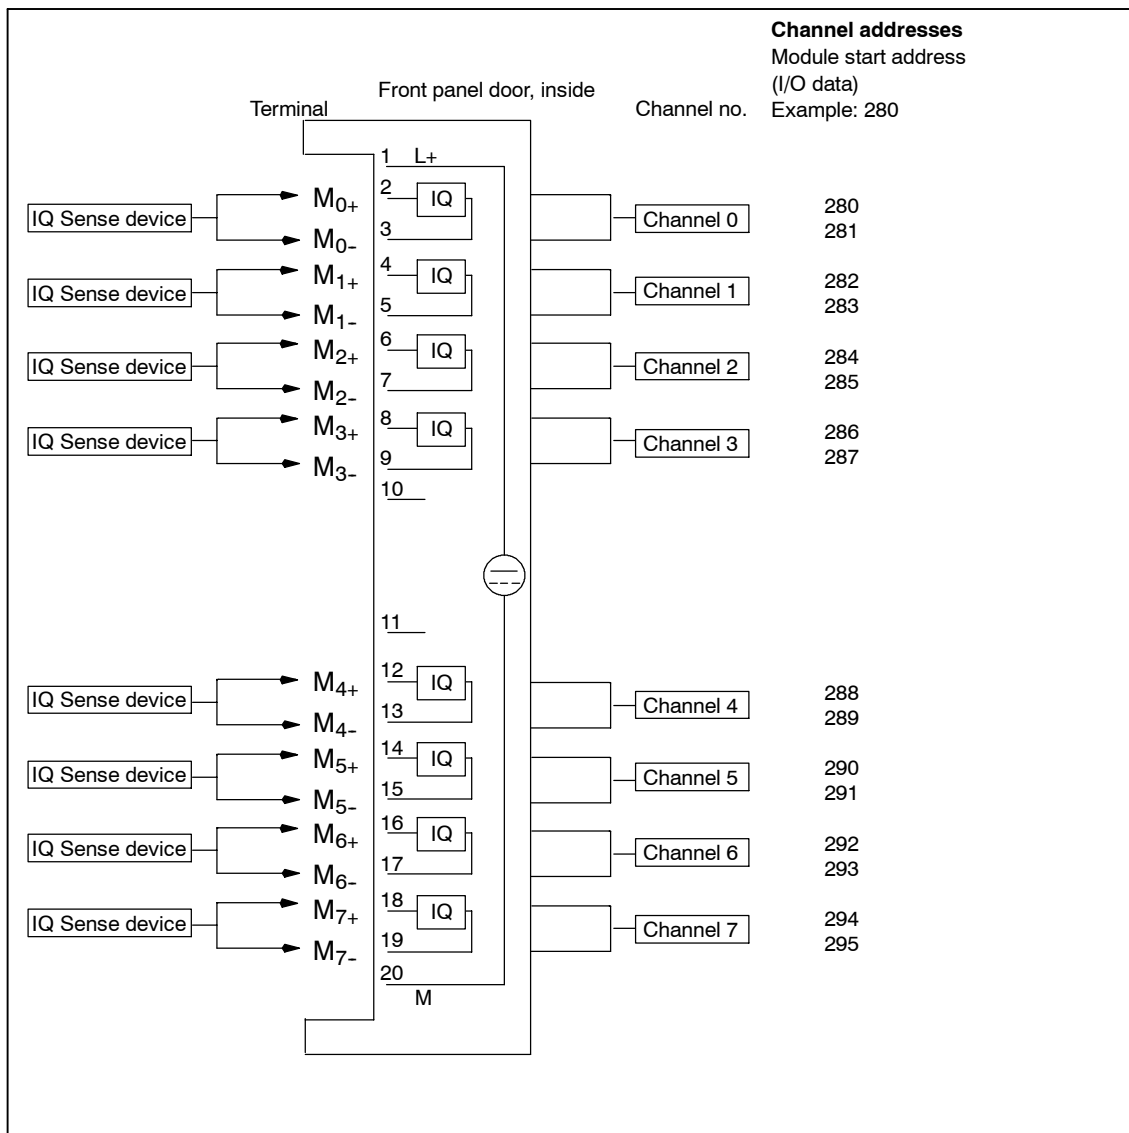 Channel addresses
Module start address
(I/O data)
Example: 280
Front panel door, inside
Terminal
Channel no.
1 L+
IQ Sense device
M0+
2
IQ
M0-
3
Channel 0
280
281
IQ Sense device
M1+
4
IQ
M1-
5
Channel 1
282
283
IQ Sense device
M2+
6
IQ
M2-
7
Channel 2
284
285
IQ Sense device
M3+
8
IQ
M3-
9
Channel 3
286
287
10
11
IQ Sense device
M4+
12
IQ
M4-
13
Channel 4
288
289
IQ Sense device
M5+
14
IQ
M5-
15
Channel 5
290
291
IQ Sense device
M6+
16
IQ
M6-
17
Channel 6
292
293
IQ Sense device
M7+
18
IQ
M7-
19
Channel 7
294
295
20
M